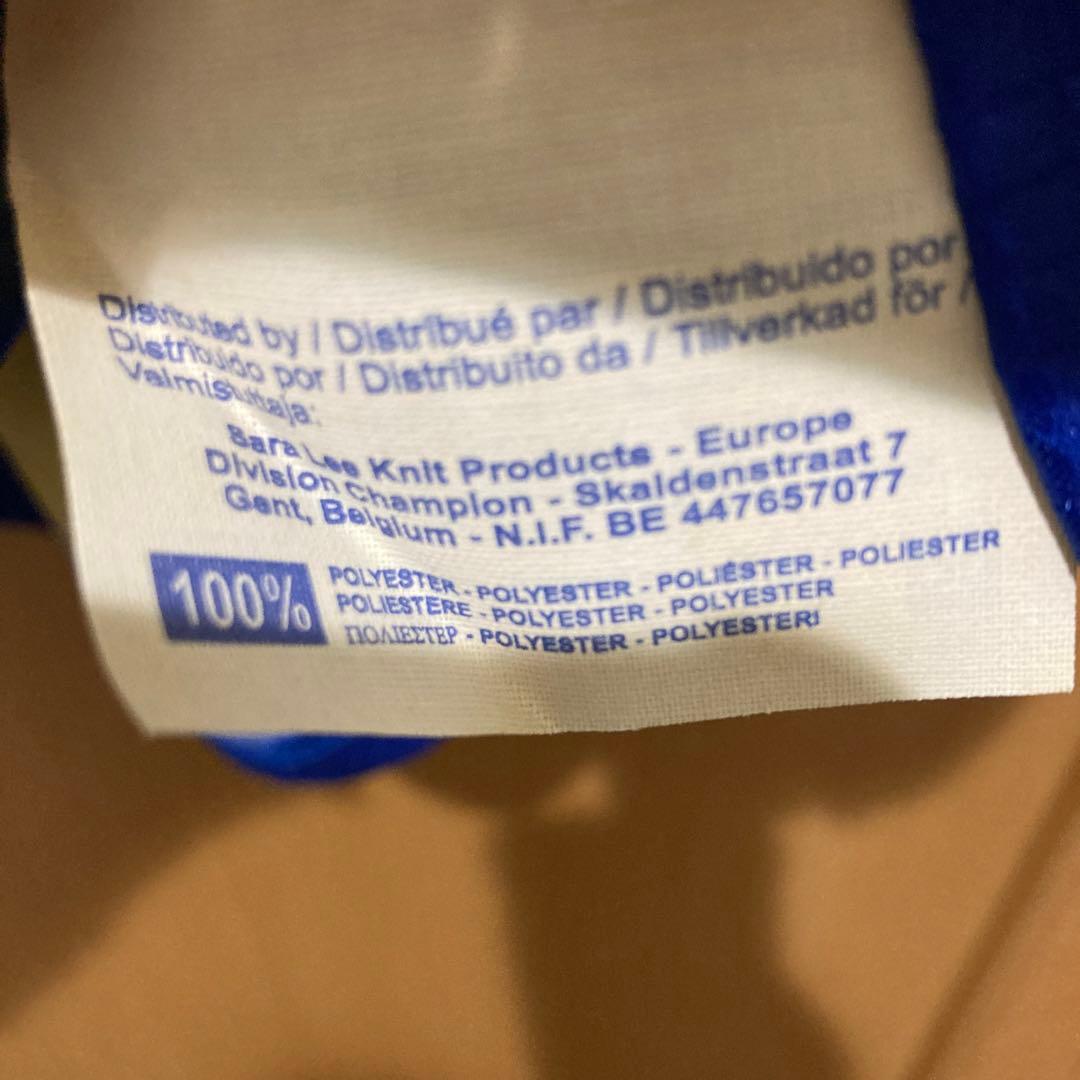 Distributed by / Distribué par / Distribuido por
Distribuido por / Distribuito da / Tillverkad för /
Valmistuttaja:
Sara Lee Knit Products - Europe
Division Champion - Skaldenstraat 7
Gent, Belgium - N.I.F. BE 447657077
100%
POLYESTER - POLYESTER - POLIÉSTER - POLIESTER
POLIESTERE - POLYESTER - POLYESTER
ΠΟΛΙΕΣΤΕΡ - POLYESTER - POLYESTERI